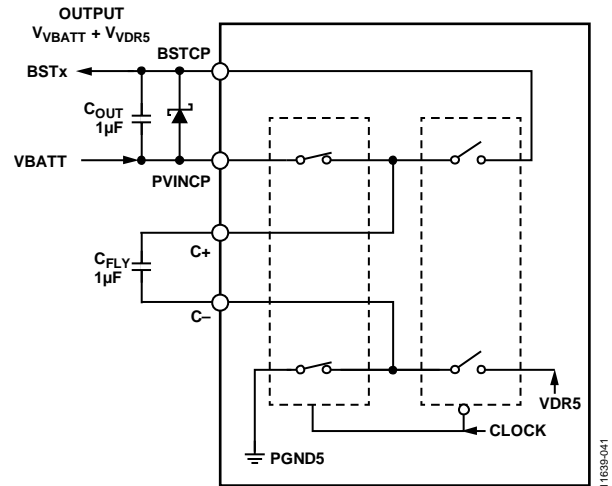 OUTPUT
VVBATT + VVDR5
BSTCP
BSTx
COUT
1µF
VBATT
PVINCP
C+
CFLY
1µF
C–
VDR5
CLOCK
PGND5
11639-041